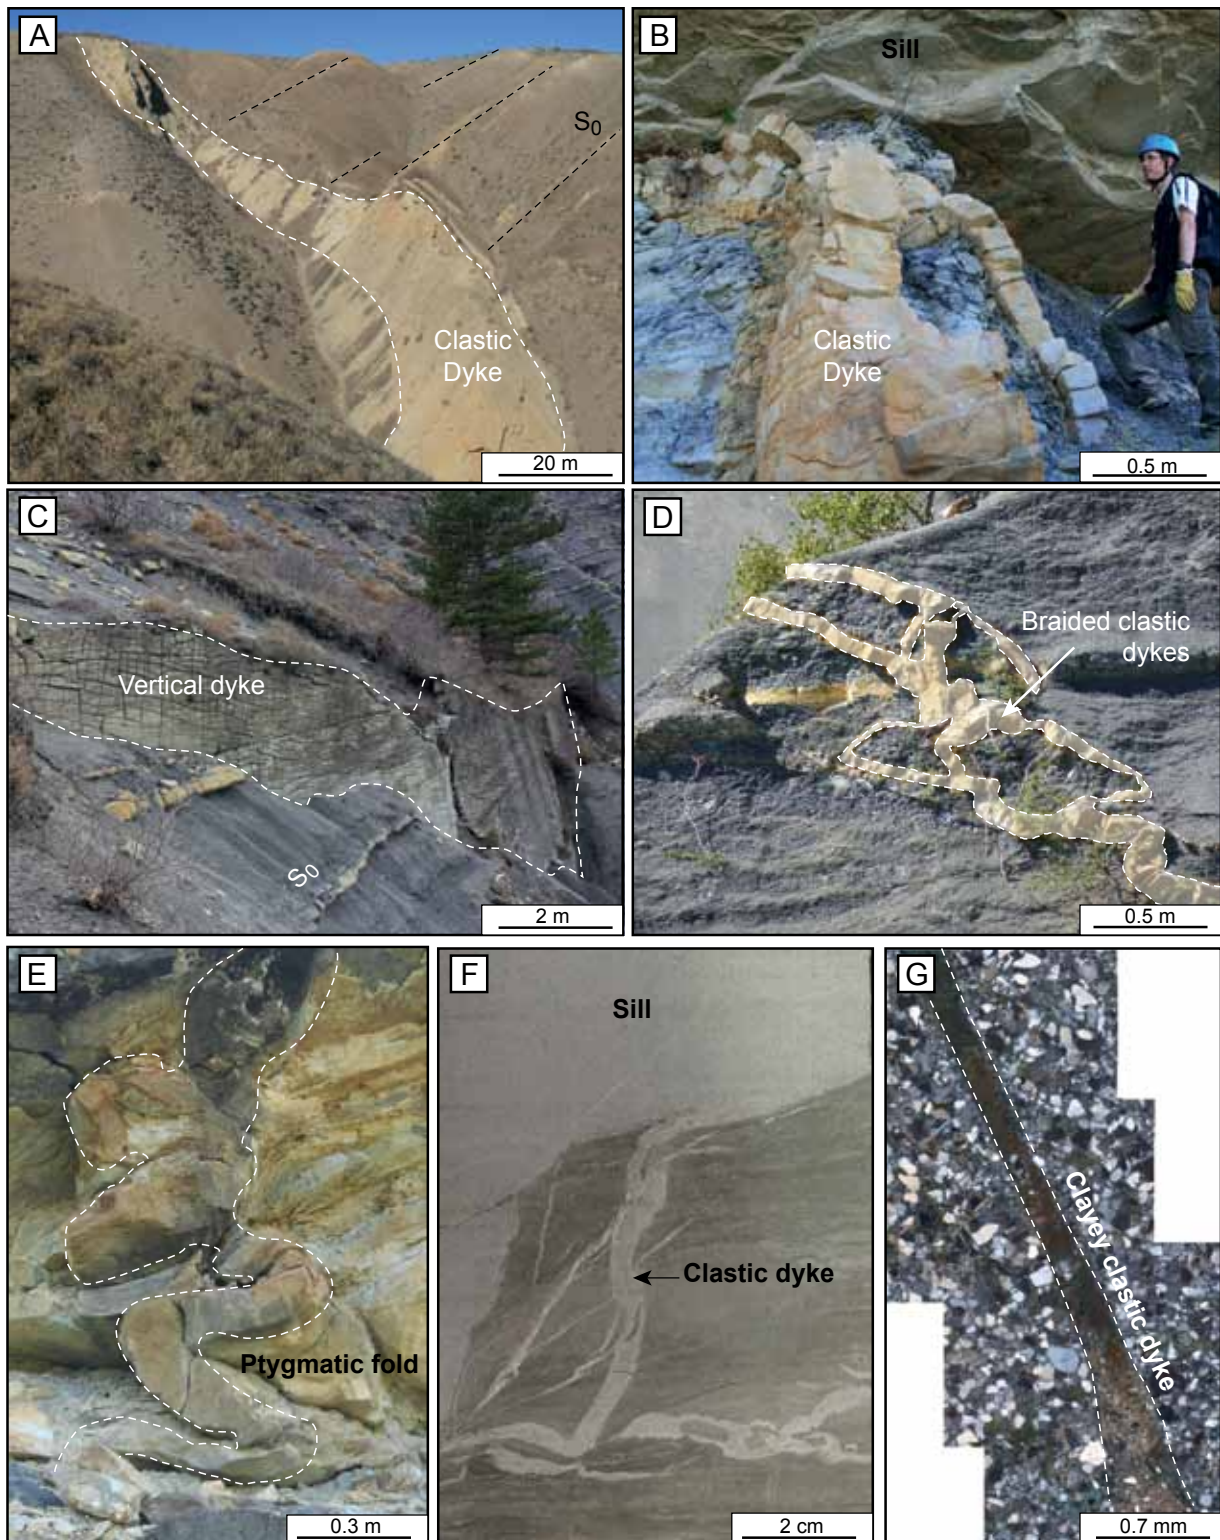 A
S0
Clastic
Dyke
20 m
B
Sill
Clastic
Dyke
0.5 m
C
Vertical dyke
S0
2 m
D
Braided clastic
dykes
0.5 m
E
Ptygmatic fold
0.3 m
F
Sill
Clastic dyke
2 cm
G
Clayey clastic dyke
0.7 mm